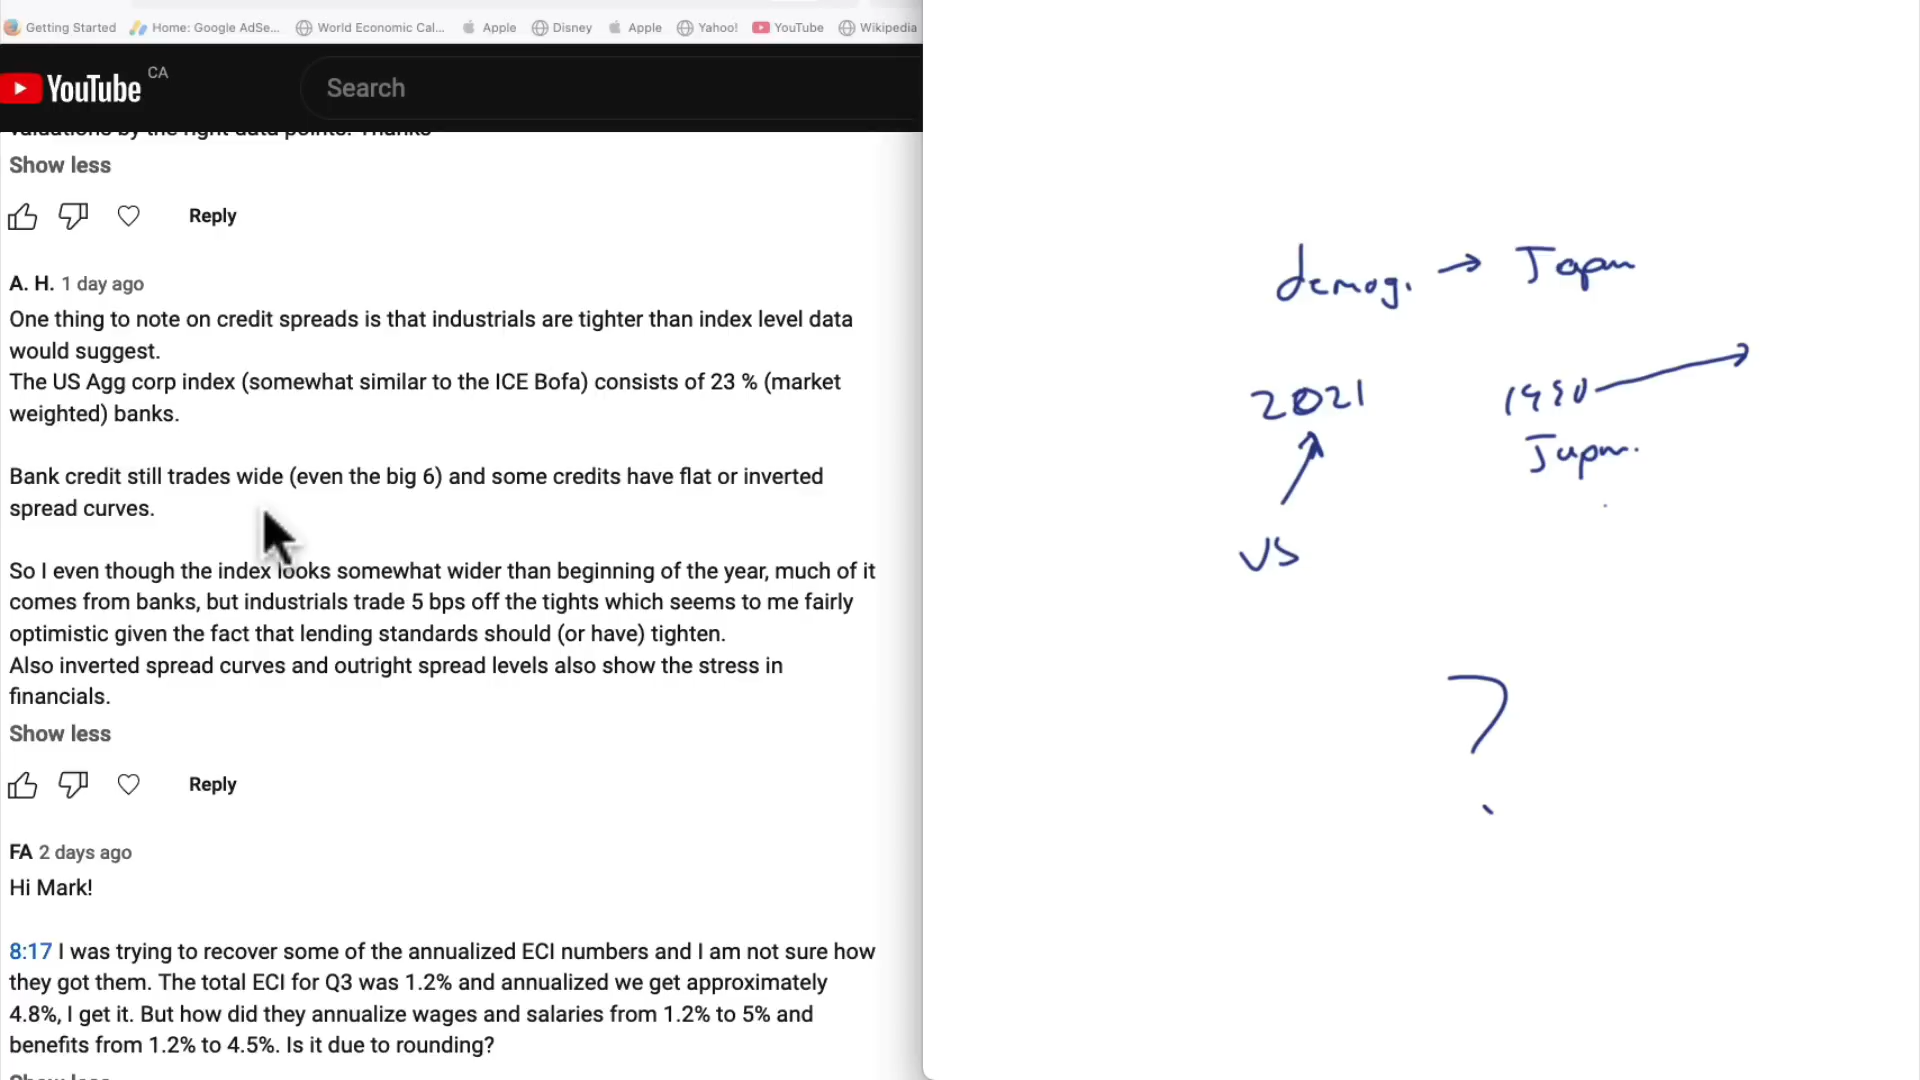 Getting Started Home: Google AdSe... World Economic Cal... Apple Disney Apple Yahoo! YouTube Wikipedia
YouTube CA
Search
valuations by the right data points. Thanks
Show less
Reply
A. H. 1 day ago
One thing to note on credit spreads is that industrials are tighter than index level data
would suggest.
The US Agg corp index (somewhat similar to the ICE Bofa) consists of 23 % (market
weighted) banks.
Bank credit still trades wide (even the big 6) and some credits have flat or inverted
spread curves.
So I even though the index looks somewhat wider than beginning of the year, much of it
comes from banks, but industrials trade 5 bps off the tights which seems to me fairly
optimistic given the fact that lending standards should (or have) tighten.
Also inverted spread curves and outright spread levels also show the stress in
financials.
Show less
Reply
FA 2 days ago
Hi Mark!
8:17 I was trying to recover some of the annualized ECI numbers and I am not sure how
they got them. The total ECI for Q3 was 1.2% and annualized we get approximately
4.8%, I get it. But how did they annualize wages and salaries from 1.2% to 5% and
benefits from 1.2% to 4.5%. Is it due to rounding?
Show less
demog. → Japan
2021 1990
Japan.
US
?